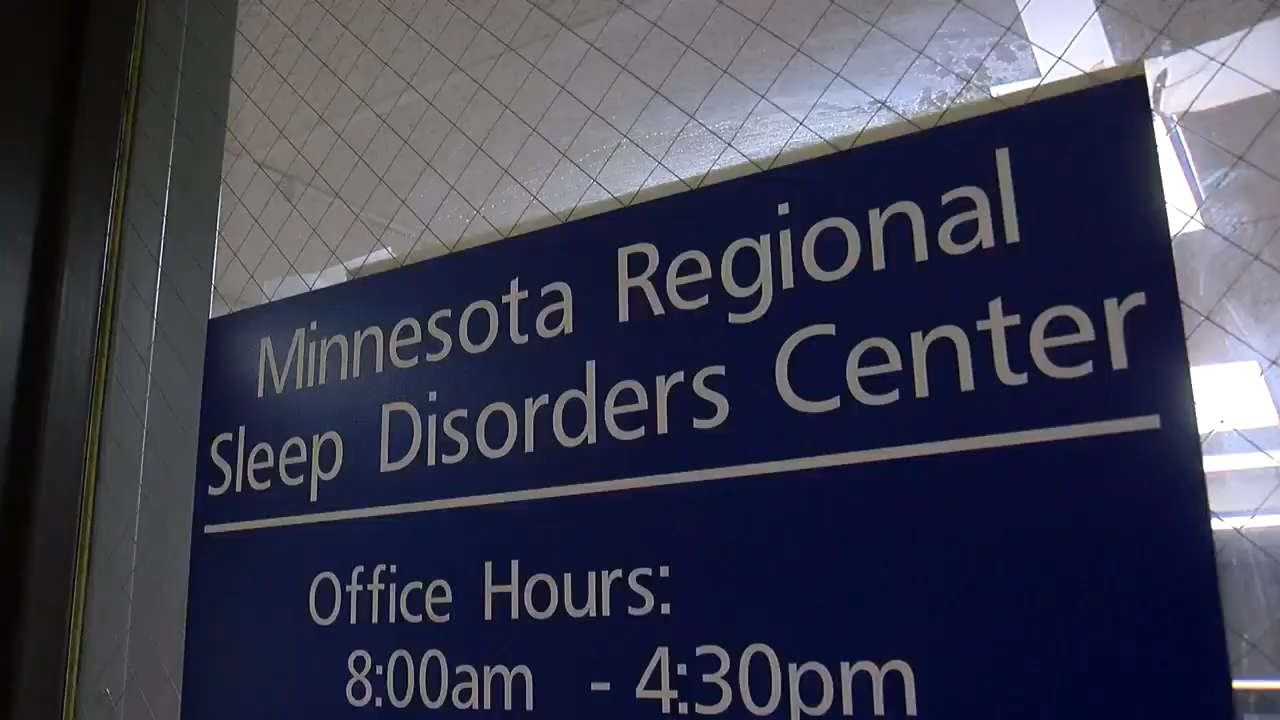 Minnesota Regional
Sleep Disorders Center
Office Hours:
8:00am - 4:30pm